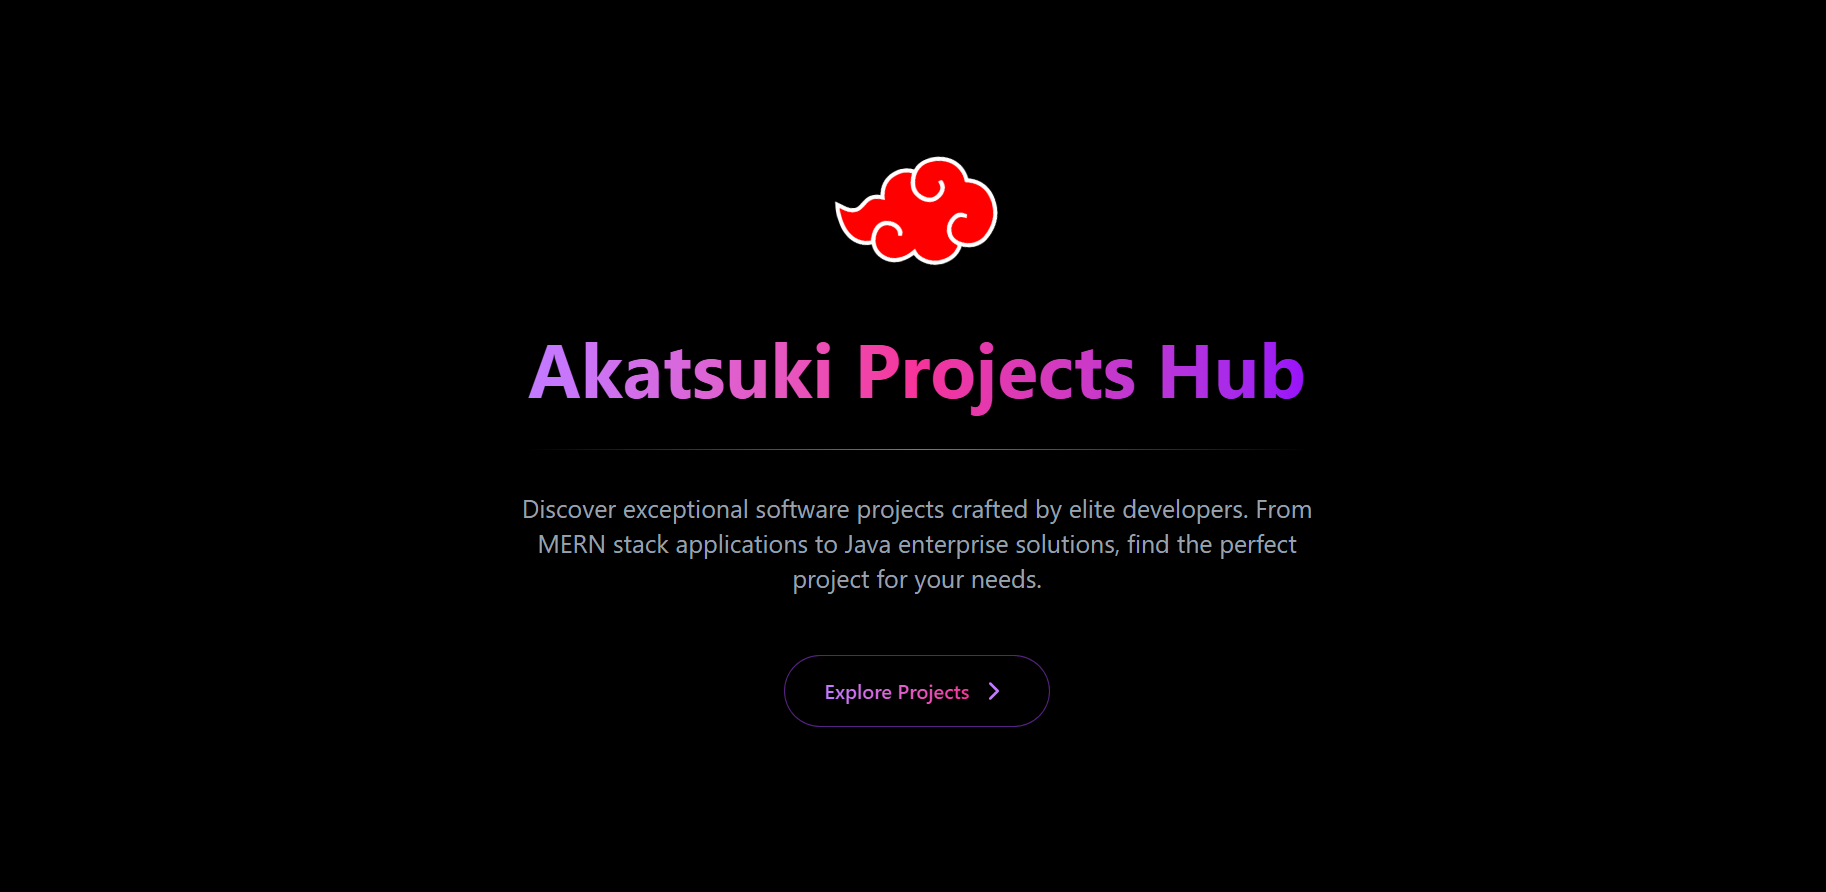 Akatsuki Projects Hub
Discover exceptional software projects crafted by elite developers. From
MERN stack applications to Java enterprise solutions, find the perfect
project for your needs.
Explore Projects